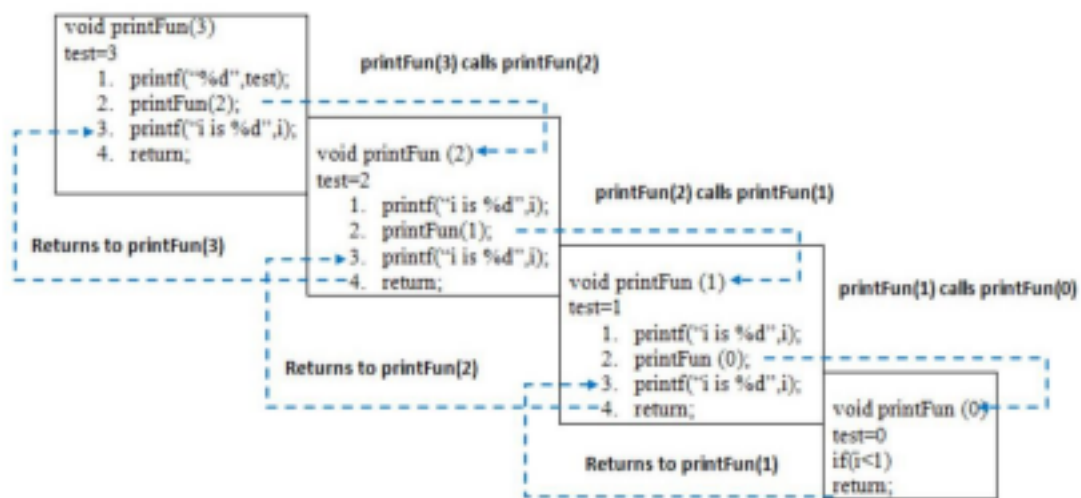 void printFun(3)
test=3
1. printf("%d",test);
2. printFun(2);
3. printf("i is %d",i);
4. return;
printFun(3) calls printFun(2)
void printFun (2)
test=2
1. printf("i is %d",i);
2. printFun(1);
3. printf("i is %d",i);
4. return;
printFun(2) calls printFun(1)
Returns to printFun(3)
void printFun (1)
test=1
1. printf("i is %d",i);
2. printFun (0);
3. printf("i is %d",i);
4. return;
printFun(1) calls printFun(0)
Returns to printFun(2)
void printFun (0)
test=0
if(i<1)
return;
Returns to printFun(1)